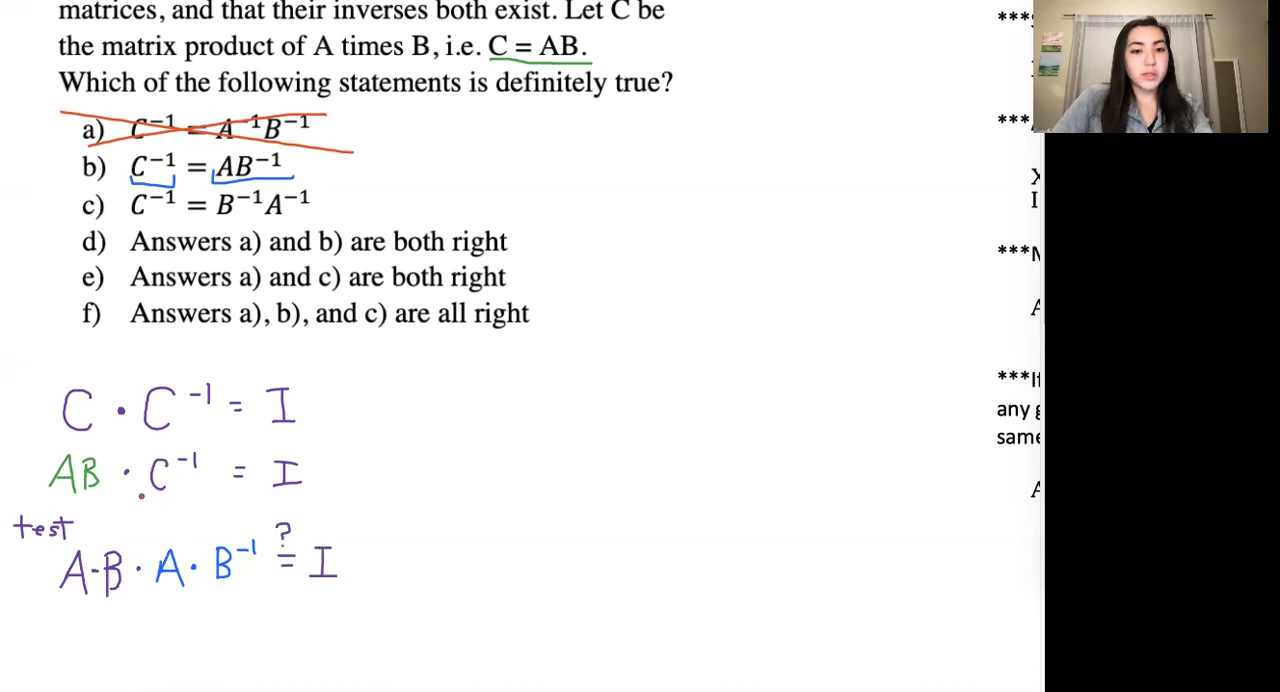 matrices, and that their inverses both exist. Let C be
the matrix product of A times B, i.e. C = AB.
Which of the following statements is definitely true?
a) C⁻¹ = A⁻¹B⁻¹
b) C⁻¹ = AB⁻¹
c) C⁻¹ = B⁻¹A⁻¹
d) Answers a) and b) are both right
e) Answers a) and c) are both right
f) Answers a), b), and c) are all right
C · C⁻¹ = I
AB · C⁻¹ = I
test
A·B · A · B⁻¹ ≟ I
***
***
I
***
***
any
same